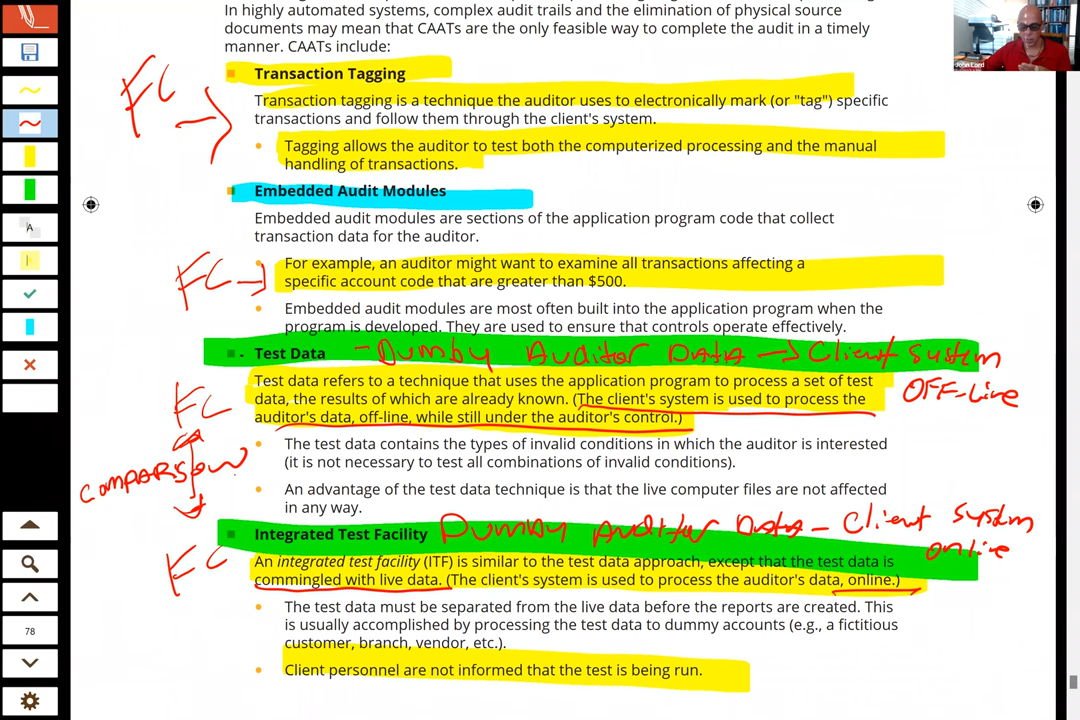 In highly automated systems, complex audit trails and the elimination of physical source
documents may mean that CAATs are the only feasible way to complete the audit in a timely
manner. CAATs include:
John Lord
FC
Transaction Tagging
Transaction tagging is a technique the auditor uses to electronically mark (or "tag") specific
transactions and follow them through the client's system.
Tagging allows the auditor to test both the computerized processing and the manual
handling of transactions.
Embedded Audit Modules
A
Embedded audit modules are sections of the application program code that collect
transaction data for the auditor.
FC
For example, an auditor might want to examine all transactions affecting a
specific account code that are greater than $500.
Embedded audit modules are most often built into the application program when the
program is developed. They are used to ensure that controls operate effectively.
Test Data - Dumby Auditor Data → Client System
OFF-Line
FC
Test data refers to a technique that uses the application program to process a set of test
data, the results of which are already known. (The client's system is used to process the
auditor's data, off-line, while still under the auditor's control.)
The test data contains the types of invalid conditions in which the auditor is interested
(it is not necessary to test all combinations of invalid conditions).
COMPARISON
An advantage of the test data technique is that the live computer files are not affected
in any way.
Integrated Test Facility Dumby Auditor Data - Client System
online
FC
An integrated test facility (ITF) is similar to the test data approach, except that the test data is
commingled with live data. (The client's system is used to process the auditor's data, online.)
The test data must be separated from the live data before the reports are created. This
is usually accomplished by processing the test data to dummy accounts (e.g., a fictitious
customer, branch, vendor, etc.).
78
Client personnel are not informed that the test is being run.